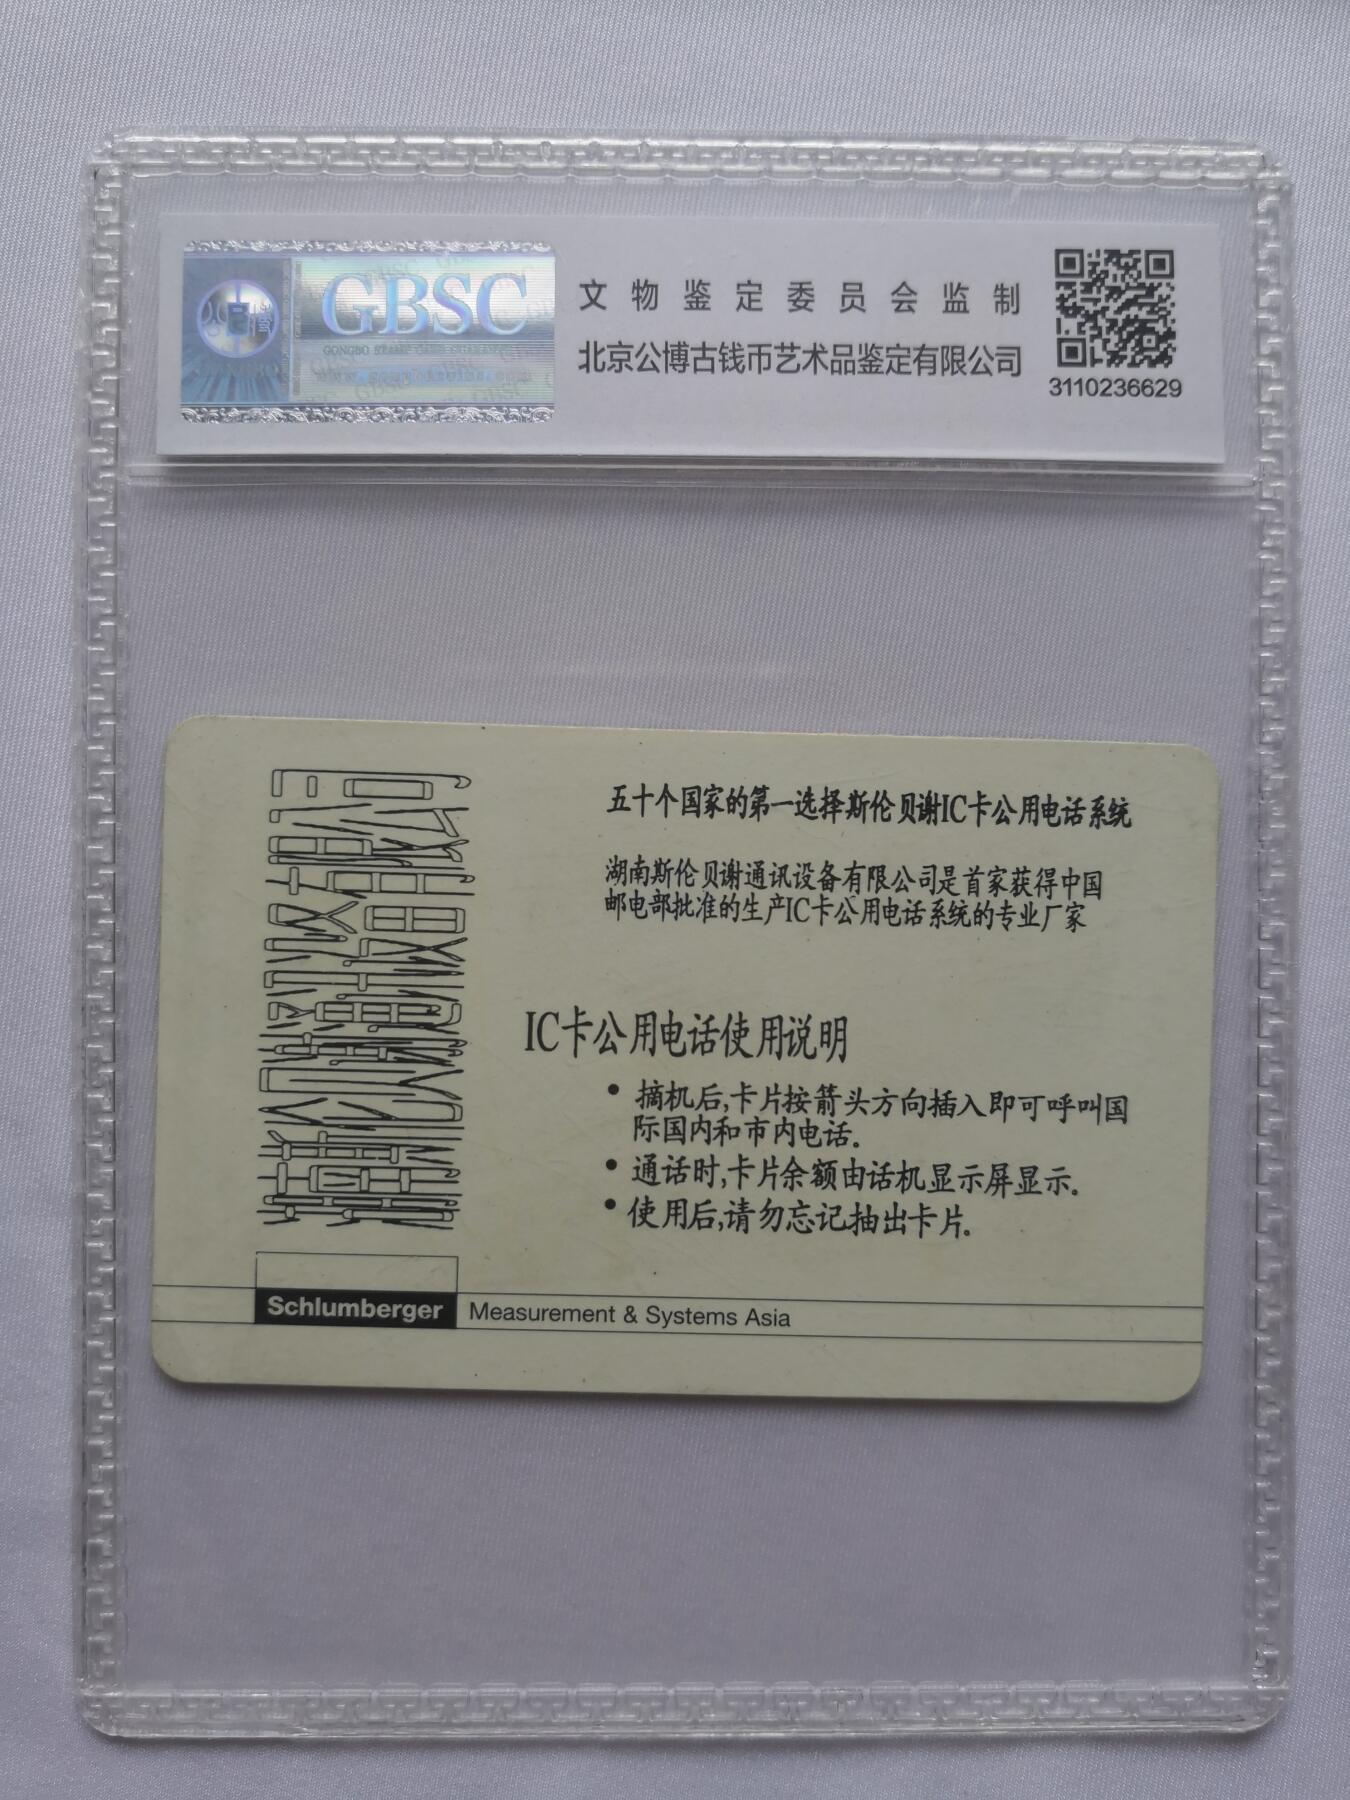 GBSC
文物鉴定委员会监制
北京公博古钱币艺术品鉴定有限公司
3110236629
五十个国家的第一选择斯伦贝谢IC卡公用电话系统
湖南斯伦贝谢通讯设备有限公司是首家获得中国
邮电部批准的生产IC卡公用电话系统的专业厂家
IC卡公用电话使用说明
• 摘机后,卡片按箭头方向插入即可呼叫国
际国内和市内电话.
• 通话时,卡片余额由话机显示屏显示.
• 使用后,请勿忘记抽出卡片.
Schlumberger Measurement & Systems Asia